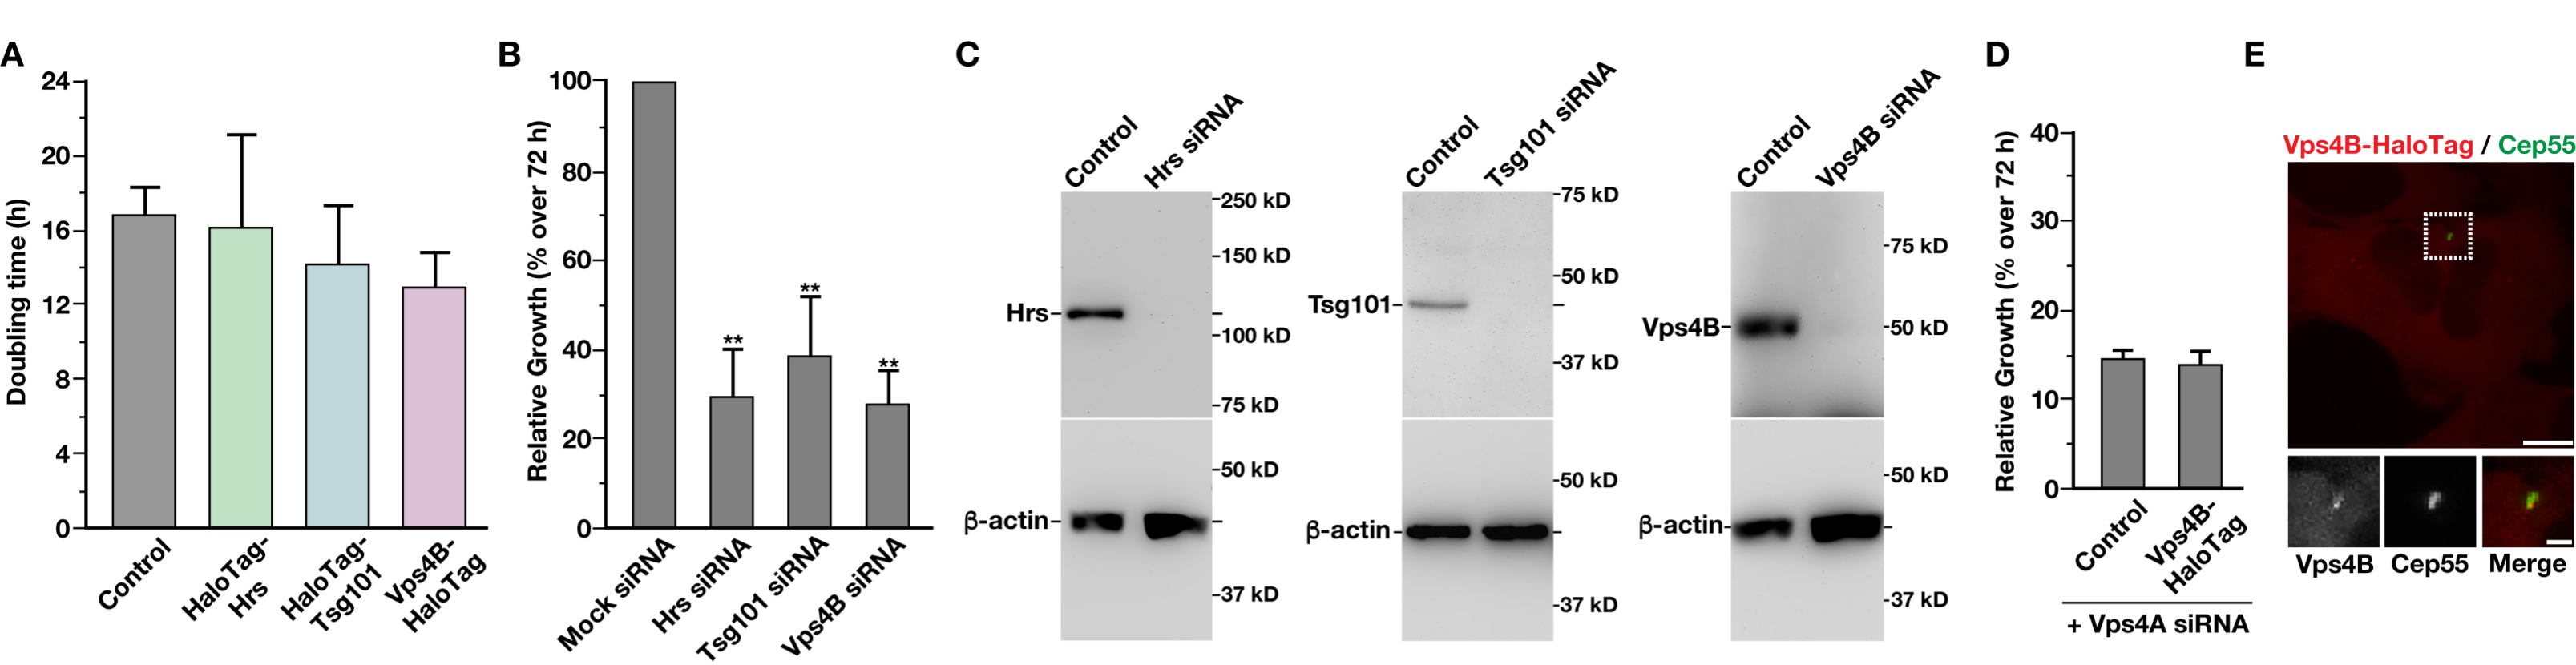 A
Doubling time (h)
24
20
16
12
8
4
0
Control
HaloTag-
Hrs
HaloTag-
Tsg101
Vps4B-
HaloTag
B
Relative Growth (% over 72 h)
100
80
60
40
20
0
**
**
**
Mock siRNA
Hrs siRNA
Tsg101 siRNA
Vps4B siRNA
C
Control
Hrs siRNA
250 kD
150 kD
Hrs
100 kD
75 kD
50 kD
β-actin
37 kD
Control
Tsg101 siRNA
75 kD
50 kD
Tsg101
37 kD
50 kD
β-actin
37 kD
Control
Vps4B siRNA
75 kD
Vps4B
50 kD
50 kD
β-actin
37 kD
D
Relative Growth (% over 72 h)
40
30
20
10
0
Control
Vps4B-
HaloTag
+ Vps4A siRNA
E
Vps4B-HaloTag / Cep55
Vps4B Cep55 Merge